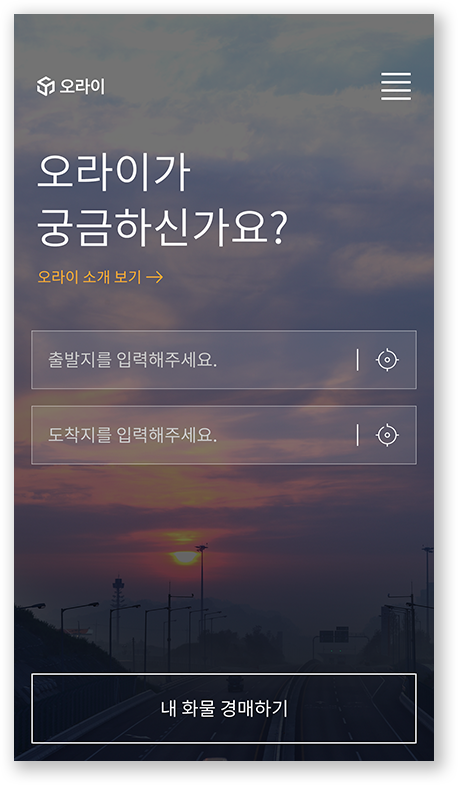 오라이
오라이가
궁금하신가요?
오라이 소개 보기
출발지를 입력해주세요.
도착지를 입력해주세요.
내 화물 경매하기